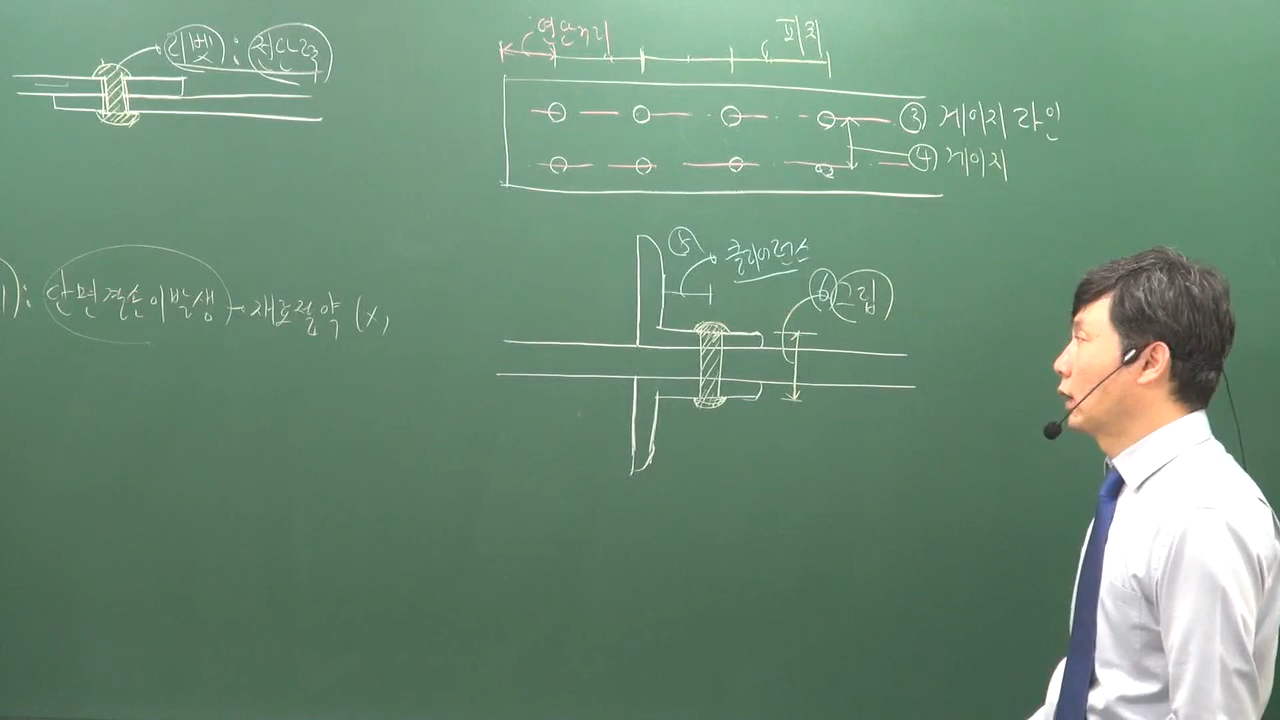 리벳 : 전단력
연단거리
피치
③ 게이지 라인
④ 게이지
⑤ 클리어런스
⑥ 그립
: 단면결손이발생 → 재료절약 (x)